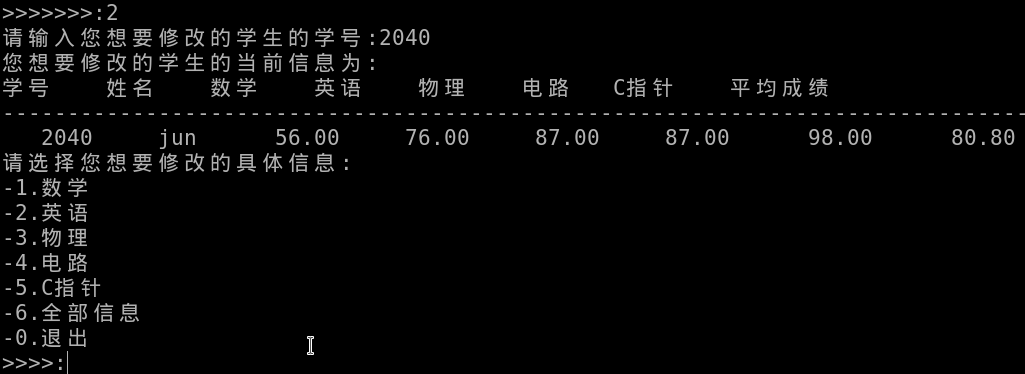 >>>>>>>:2
请输入您想要修改的学生的学号:2040
您想要修改的学生的当前信息为:
学号 姓名 数学 英语 物理 电路 C指针 平均成绩
--------------------------------------------------------------------------------
2040 jun 56.00 76.00 87.00 87.00 98.00 80.80
请选择您想要修改的具体信息:
-1.数学
-2.英语
-3.物理
-4.电路
-5.C指针
-6.全部信息
-0.退出
>>>>: